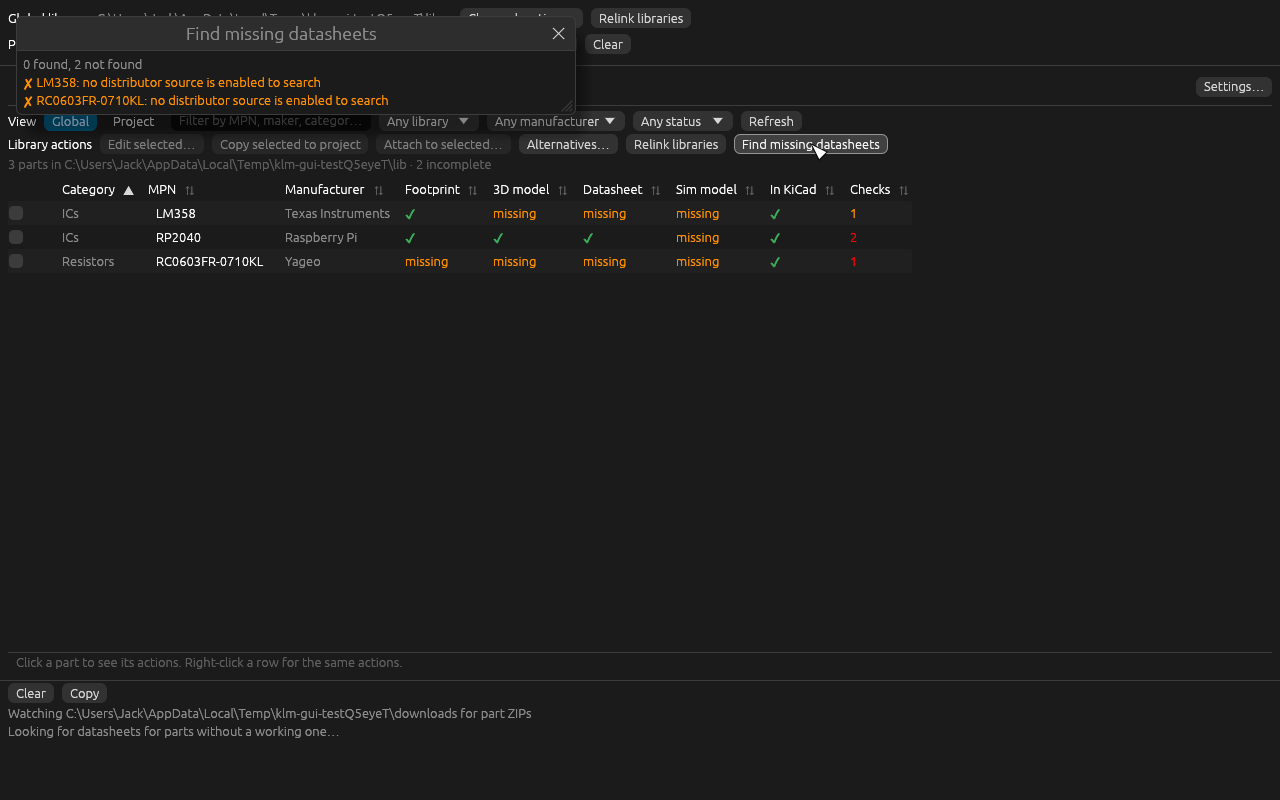 Relink libraries
Find missing datasheets
P
Clear
0 found, 2 not found
✘ LM358: no distributor source is enabled to search
Settings…
✘ RC0603FR-0710KL: no distributor source is enabled to search
View Global Project Filter by MPN, maker, categor… Any library Any manufacturer Any status Refresh
Library actions Edit selected… Copy selected to project Attach to selected… Alternatives… Relink libraries Find missing datasheets
3 parts in C:\Users\Jack\AppData\Local\Temp\klm-gui-testQ5eyeT\lib · 2 incomplete
Category ▲ MPN Manufacturer Footprint 3D model Datasheet Sim model In KiCad Checks
ICs LM358 Texas Instruments ✔ missing missing missing ✔ 1
ICs RP2040 Raspberry Pi ✔ ✔ ✔ missing ✔ 2
Resistors RC0603FR-0710KL Yageo missing missing missing missing ✔ 1
Click a part to see its actions. Right-click a row for the same actions.
Clear Copy
Watching C:\Users\Jack\AppData\Local\Temp\klm-gui-testQ5eyeT\downloads for part ZIPs
Looking for datasheets for parts without a working one…